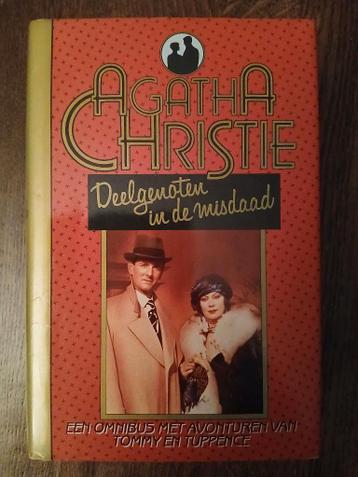 AGATHA
CHRISTIE
Deelgenoten
in de misdaad
EEN OMNIBUS MET AVONTUREN VAN
TOMMY EN TUPPENCE